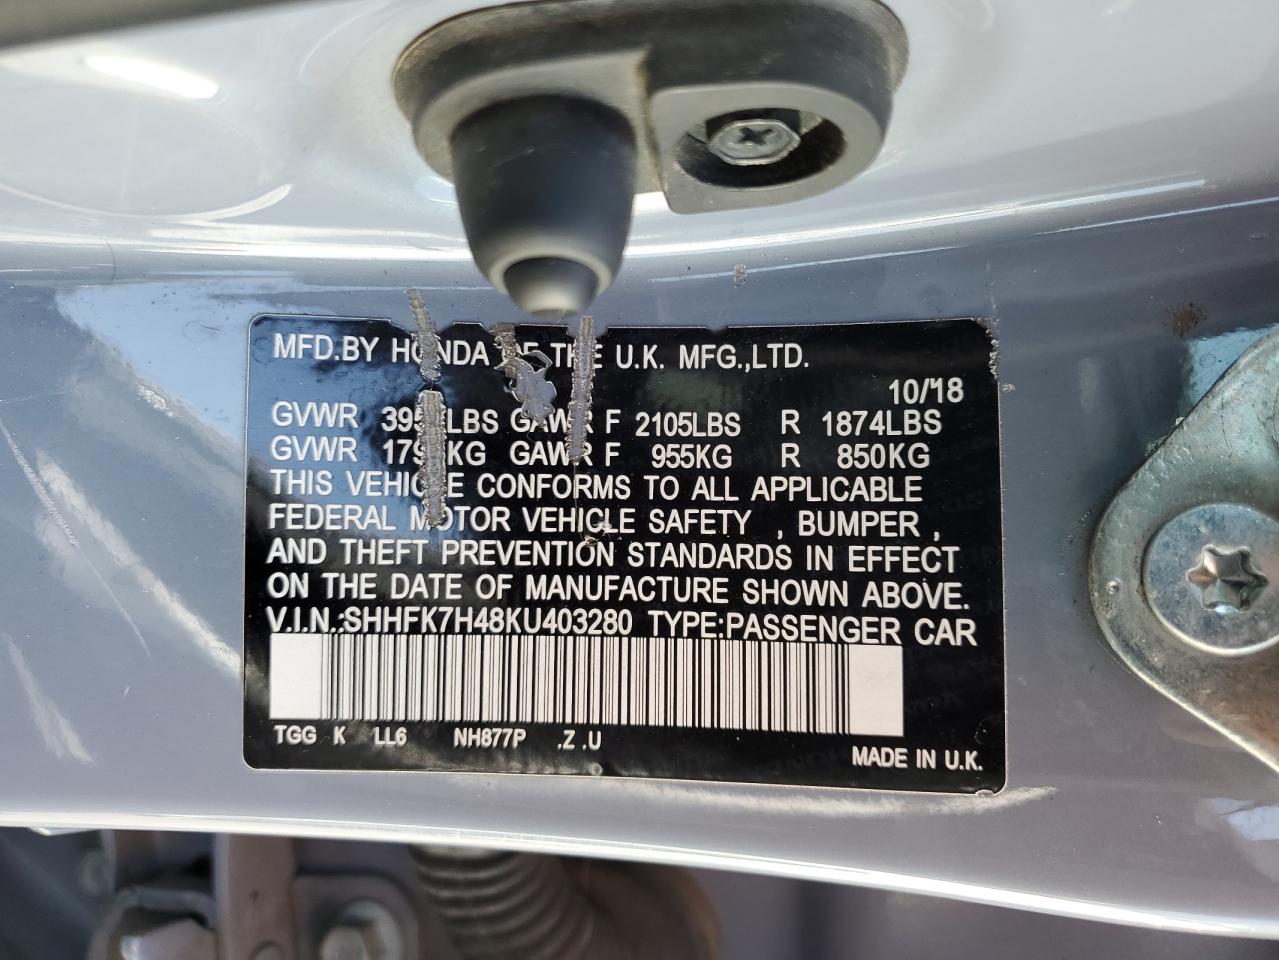 MFD.BY HONDA OF THE U.K. MFG.,LTD.
10/'18
GVWR LBS GAWR F 2105LBS R 1874LBS
GVWR KG GAWR F 955KG R 850KG
THIS VEHICLE CONFORMS TO ALL APPLICABLE
FEDERAL MOTOR VEHICLE SAFETY , BUMPER ,
AND THEFT PREVENTION STANDARDS IN EFFECT
ON THE DATE OF MANUFACTURE SHOWN ABOVE.
V.I.N.:SHHFK7H48KU403280 TYPE:PASSENGER CAR
TGG K LL6 NH877P .Z .U
MADE IN U.K.